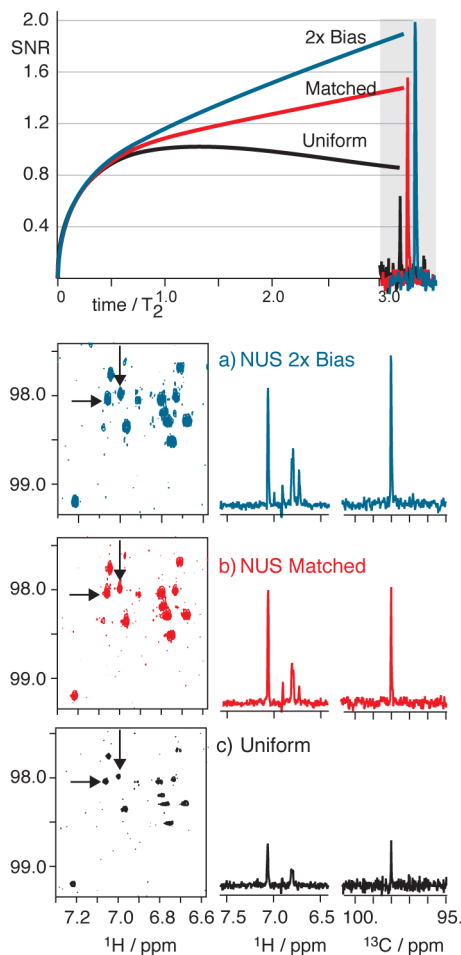 2.0
SNR
1.6
1.2
0.8
0.4
2x Bias
Matched
Uniform
0 1.0 2.0 3.0
time / T2
a) NUS 2x Bias
98.0
99.0
b) NUS Matched
98.0
99.0
c) Uniform
98.0
99.0
7.2 7.0 6.8 6.6 7.5 7.0 6.5 100. 95.
¹H / ppm ¹H / ppm ¹³C / ppm